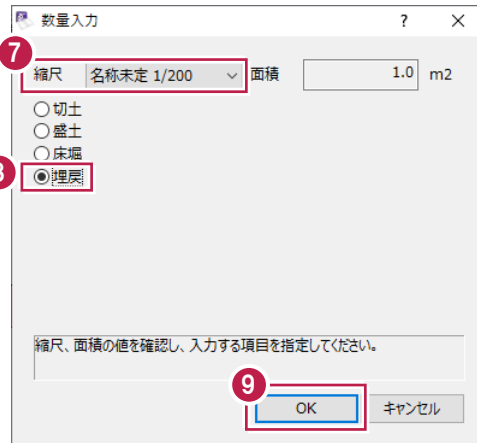 数量入力 ? ×
7
縮尺 名称未定 1/200 面積 1.0 m2
切土
盛土
床堀
埋戻
縮尺、面積の値を確認し、入力する項目を指定してください。
9
OK キャンセル